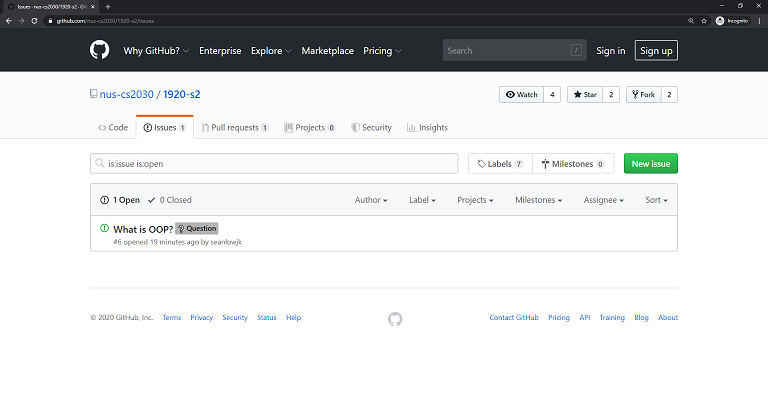 Issues · nus-cs2030/1920-s2 · Git
github.com/nus-cs2030/1920-s2/issues
Incognito
Why GitHub? Enterprise Explore Marketplace Pricing Search / Sign in Sign up
nus-cs2030 / 1920-s2 Watch 4 Star 2 Fork 2
Code Issues 1 Pull requests 1 Projects 0 Security Insights
is:issue is:open Labels 7 Milestones 0 New issue
1 Open 0 Closed Author Label Projects Milestones Assignee Sort
What is OOP? ? Question
#6 opened 19 minutes ago by seanlowjk
© 2020 GitHub, Inc. Terms Privacy Security Status Help Contact GitHub Pricing API Training Blog About